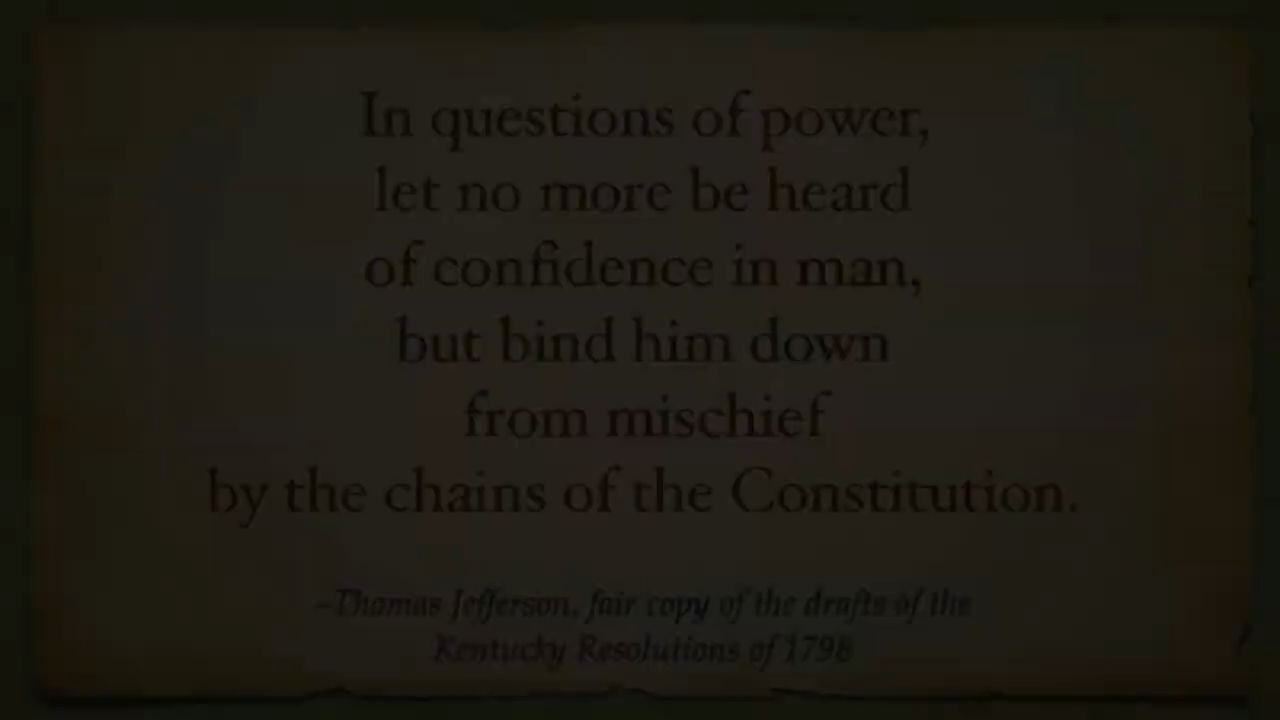 In questions of power,
let no more be heard
of confidence in man,
but bind him down
from mischief
by the chains of the Constitution.
–Thomas Jefferson, fair copy of the drafts of the
Kentucky Resolutions of 1798